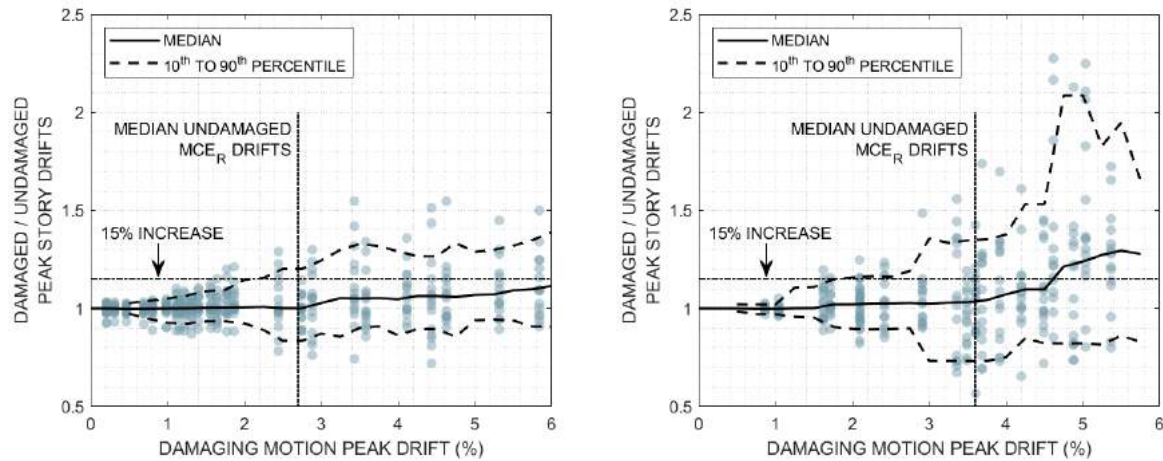 2.5
2
1.5
1
0.5
DAMAGED / UNDAMAGED
PEAK STORY DRIFTS
MEDIAN
10th TO 90th PERCENTILE
MEDIAN UNDAMAGED
MCER DRIFTS
15% INCREASE
0 1 2 3 4 5 6
DAMAGING MOTION PEAK DRIFT (%)
2.5
2
1.5
1
0.5
DAMAGED / UNDAMAGED
PEAK STORY DRIFTS
MEDIAN
10th TO 90th PERCENTILE
MEDIAN UNDAMAGED
MCER DRIFTS
15% INCREASE
0 1 2 3 4 5 6
DAMAGING MOTION PEAK DRIFT (%)